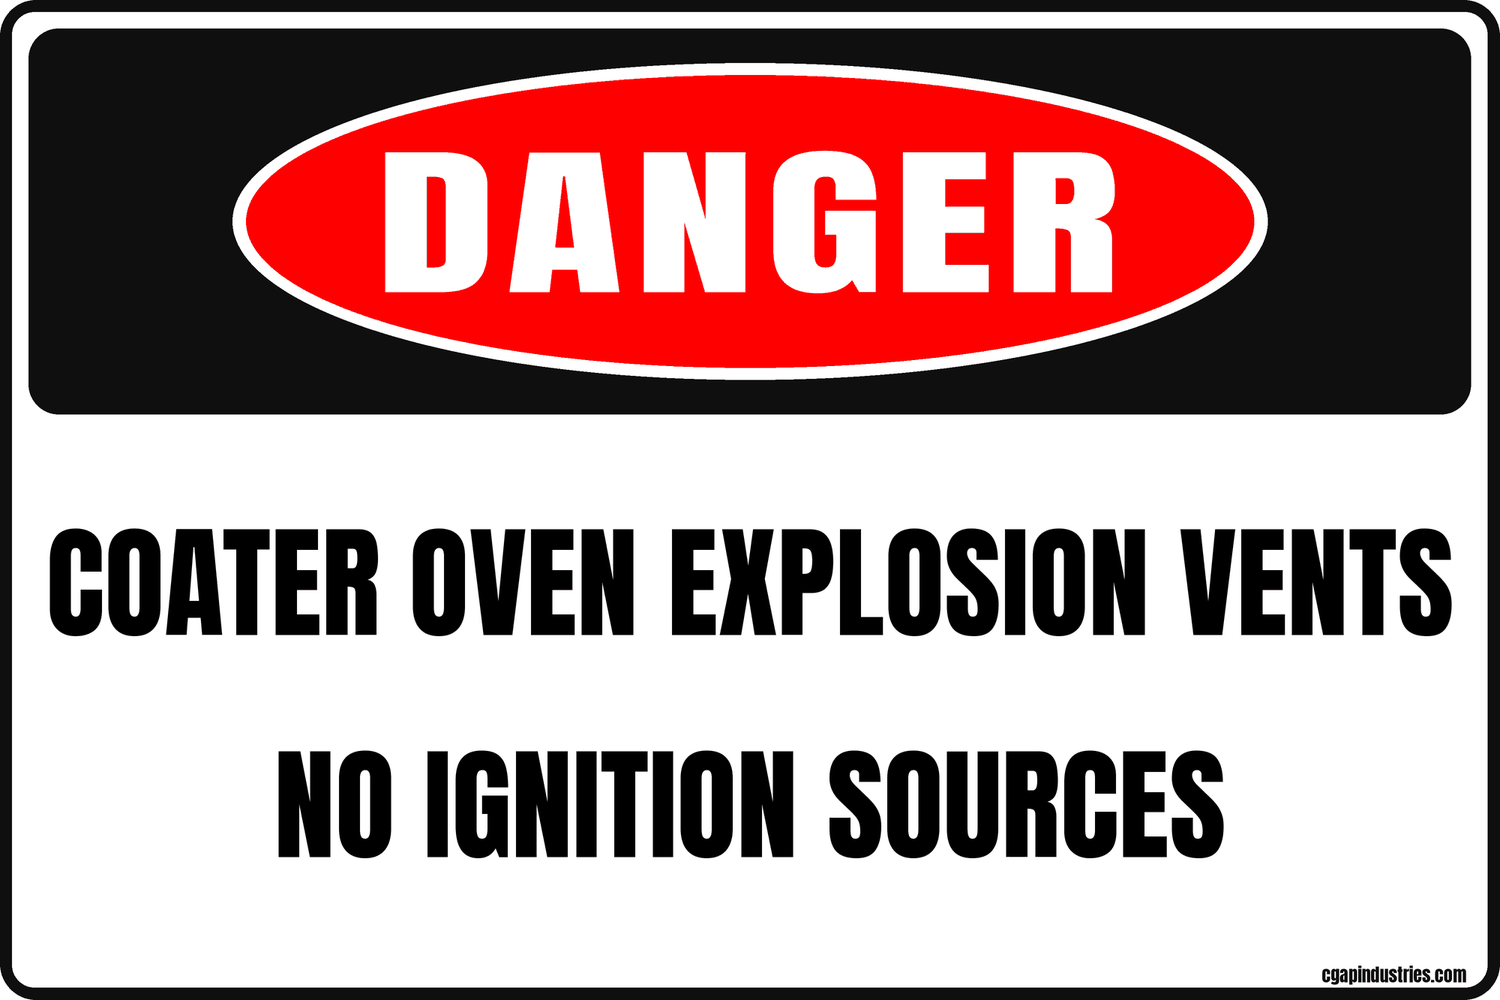 DANGER
COATER OVEN EXPLOSION VENTS
NO IGNITION SOURCES
cgapindustries.com